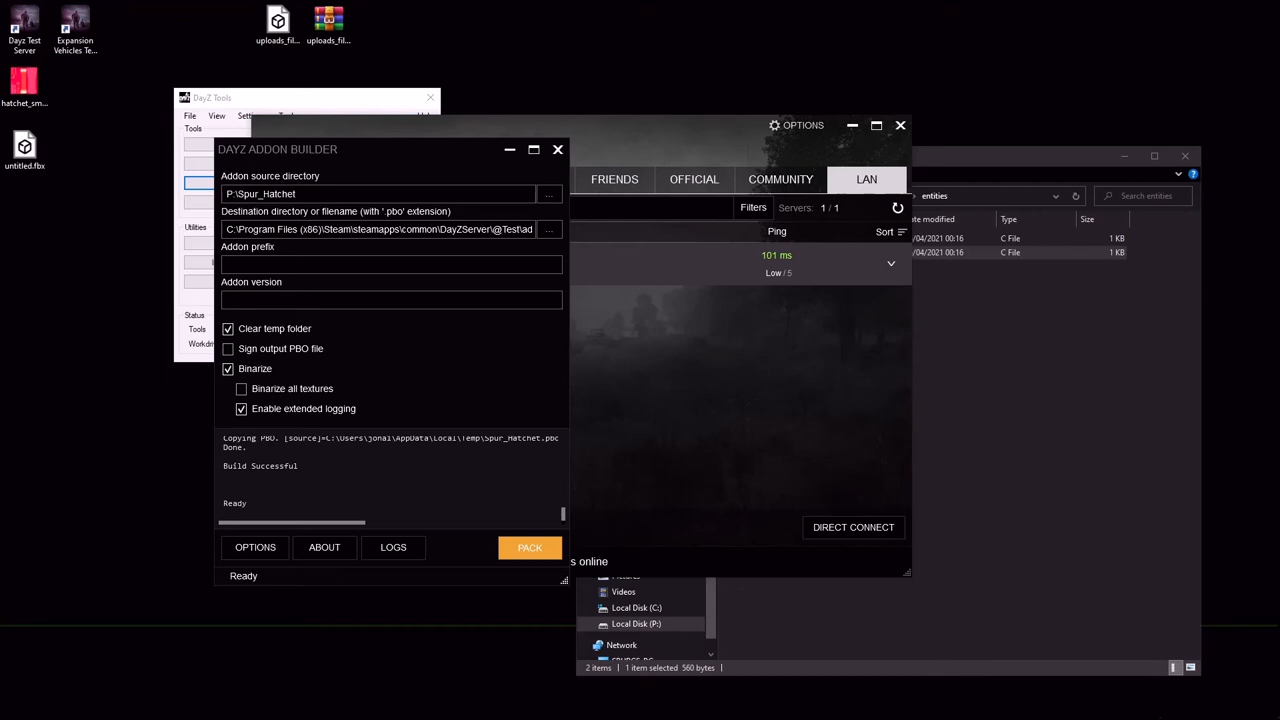 Dayz Test
Server
Expansion
Vehicles Te...
uploads_fil...
uploads_fil...
hatchet_sm...
untitled.fbx
DayZ Tools
File
View
Tools
Utilities
Status
Tools
DAYZ ADDON BUILDER
Addon source directory
P:\Spur_Hatchet
...
Destination directory or filename (with '.pbo' extension)
C:\Program Files (x86)\Steam\steamapps\common\DayZServer\@Test\ad
...
Addon prefix
Addon version
Clear temp folder
Sign output PBO file
Binarize
Binarize all textures
Enable extended logging
Copying PBO. [source]=C:\Users\jonal\AppData\Local\Temp\Spur_Hatchet.pbo
Done.
Build Successful
Ready
OPTIONS
ABOUT
LOGS
PACK
Ready
OPTIONS
FRIENDS
OFFICIAL
COMMUNITY
LAN
Filters
Servers: 1 / 1
Ping
Sort
101 ms
Low / 5
DIRECT CONNECT
s online
entities
Search entities
Type
Size
/04/2021 00:16
C File
1 KB
/04/2021 00:16
C File
1 KB
Videos
Local Disk (C:)
Local Disk (P:)
Network
2 items
1 item selected 560 bytes